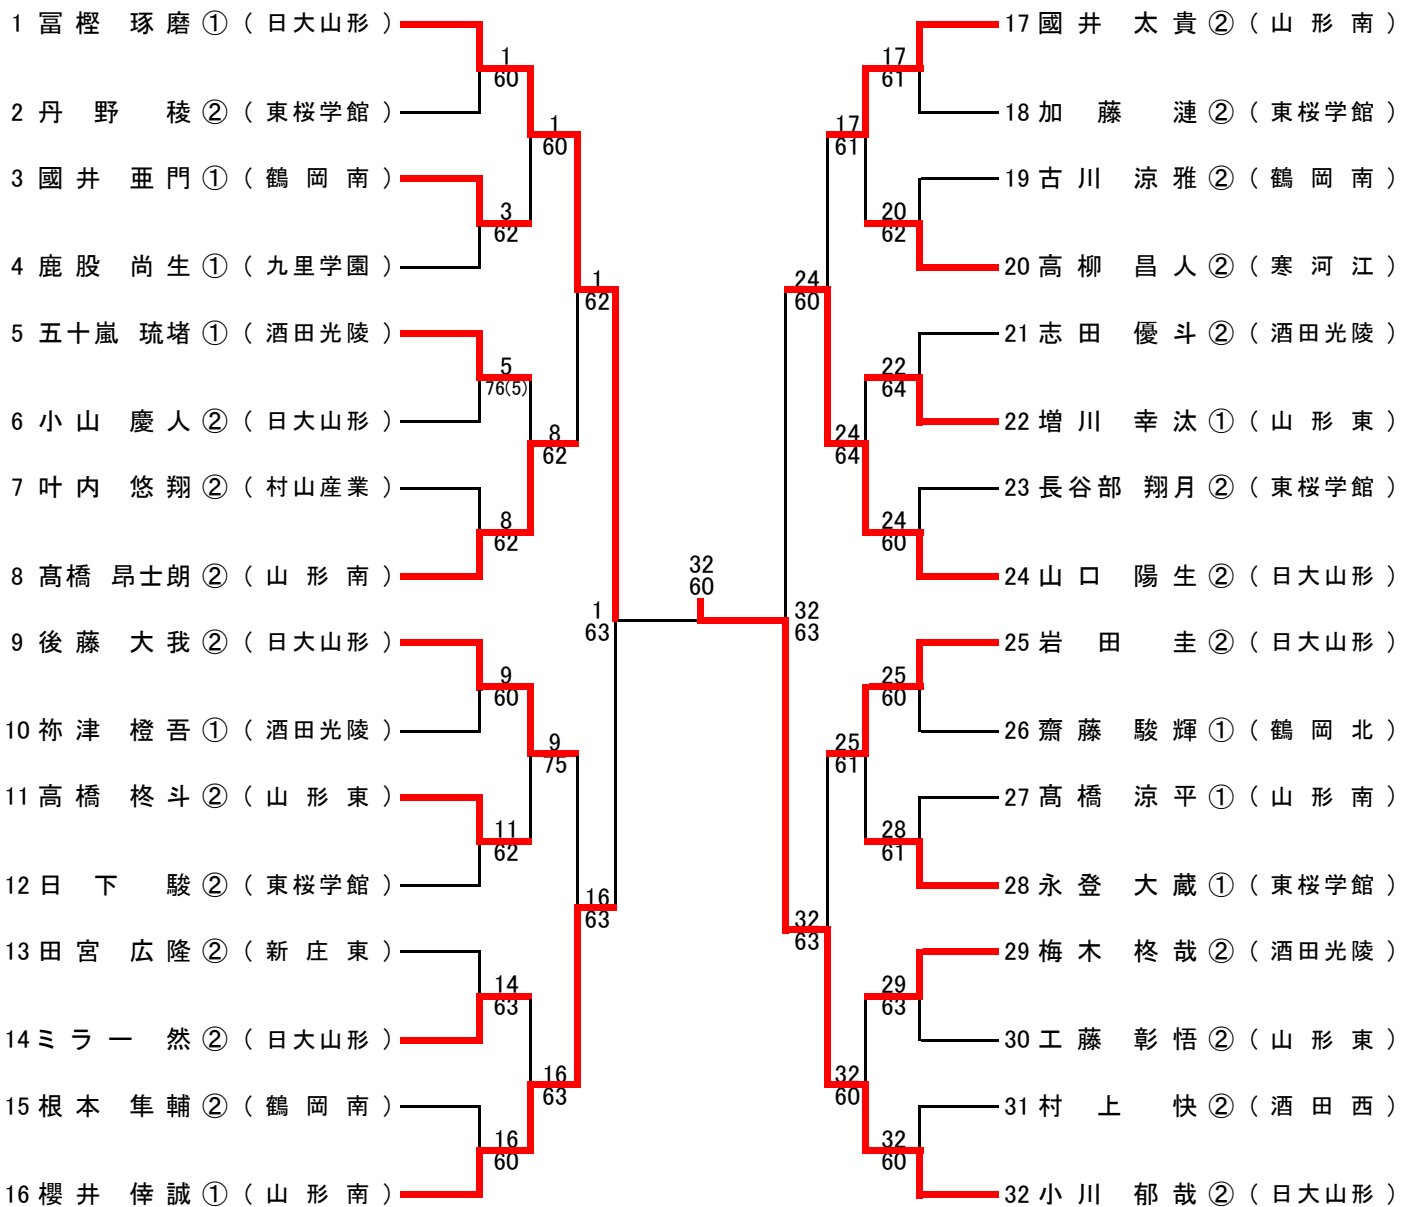 1 冨樫 琢磨 ① ( 日大山形 )
2 丹野 稜 ② ( 東桜学館 )
3 國井 亜門 ① ( 鶴岡南 )
4 鹿股 尚生 ① ( 九里学園 )
5 五十嵐 琉堵 ① ( 酒田光陵 )
6 小山 慶人 ② ( 日大山形 )
7 叶内 悠翔 ② ( 村山産業 )
8 髙橋 昂士朗 ② ( 山形南 )
9 後藤 大我 ② ( 日大山形 )
10 祢津 橙吾 ① ( 酒田光陵 )
11 高橋 柊斗 ② ( 山形東 )
12 日下 駿 ② ( 東桜学館 )
13 田宮 広隆 ② ( 新庄東 )
14 ミラー 然 ② ( 日大山形 )
15 根本 隼輔 ② ( 鶴岡南 )
16 櫻井 倖誠 ① ( 山形南 )
1
60
3
62
5
76(5)
8
62
9
60
11
62
14
63
16
60
1
60
8
62
9
75
16
63
1
62
16
63
1
63
32
60
32
63
24
60
32
63
17
61
24
64
25
61
32
60
17
61
20
62
22
64
24
60
25
60
28
61
29
63
32
60
17 國井 太貴 ② ( 山形南 )
18 加藤 漣 ② ( 東桜学館 )
19 古川 涼雅 ② ( 鶴岡南 )
20 高柳 昌人 ② ( 寒河江 )
21 志田 優斗 ② ( 酒田光陵 )
22 増川 幸汰 ① ( 山形東 )
23 長谷部 翔月 ② ( 東桜学館 )
24 山口 陽生 ② ( 日大山形 )
25 岩田 圭 ② ( 日大山形 )
26 齋藤 駿輝 ① ( 鶴岡北 )
27 髙橋 涼平 ① ( 山形南 )
28 永登 大蔵 ① ( 東桜学館 )
29 梅木 柊哉 ② ( 酒田光陵 )
30 工藤 彰悟 ② ( 山形東 )
31 村上 快 ② ( 酒田西 )
32 小川 郁哉 ② ( 日大山形 )